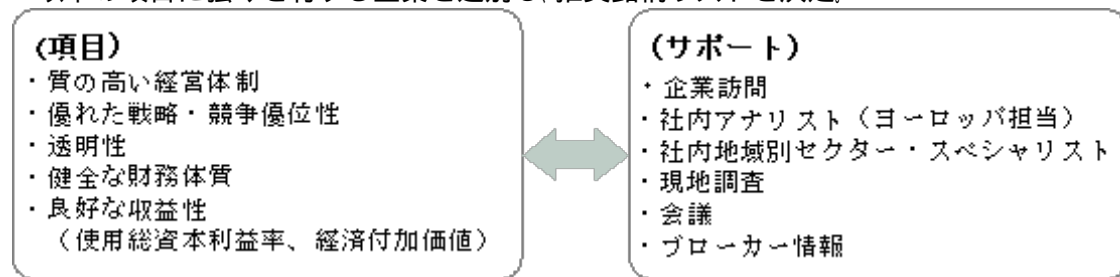 (項目)
・質の高い経営体制
・優れた戦略・競争優位性
・透明性
・健全な財務体質
・良好な収益性
（使用総資本利益率、経済付加価値）
(サポート)
・企業訪問
・社内アナリスト（ヨーロッパ担当）
・社内地域別セクター・スペシャリスト
・現地調査
・会議
・ブローカー情報